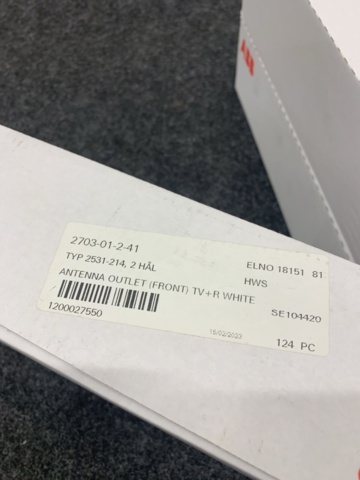 ABB
2703-01-2-41
ELNO 18151 81
TYP 2531-214, 2 HÅL
HWS
ANTENNA OUTLET (FRONT) TV+R WHITE
SE104420
1200027550
15/02/2023
124 PC